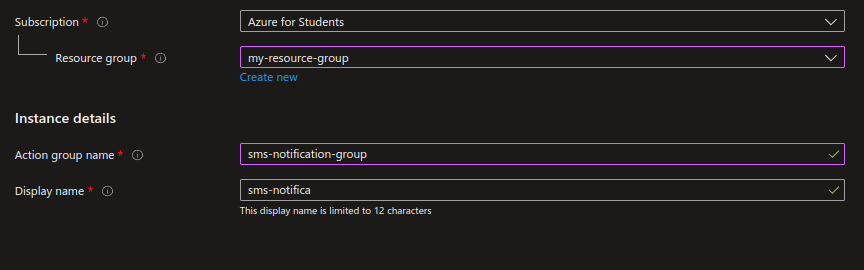 Subscription * Azure for Students
Resource group * my-resource-group
Create new
Instance details
Action group name * sms-notification-group
Display name * sms-notifica
This display name is limited to 12 characters